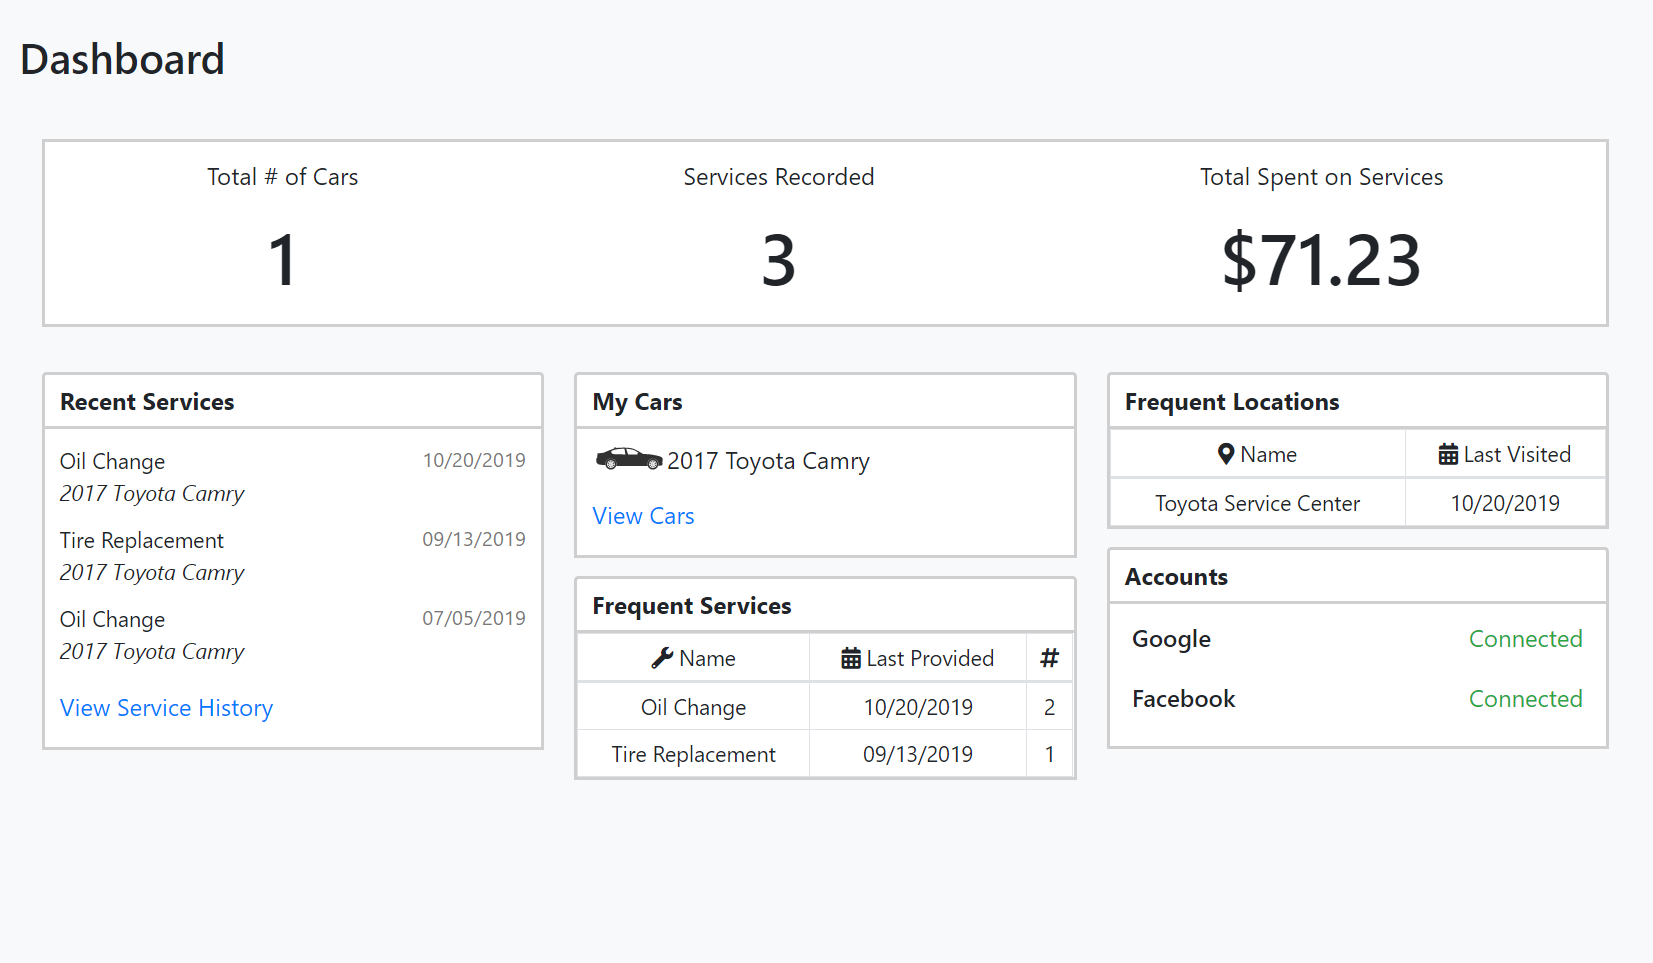 Dashboard
Total # of Cars
1
Services Recorded
3
Total Spent on Services
$71.23
Recent Services
Oil Change 10/20/2019
2017 Toyota Camry
Tire Replacement 09/13/2019
2017 Toyota Camry
Oil Change 07/05/2019
2017 Toyota Camry
View Service History
My Cars
2017 Toyota Camry
View Cars
Frequent Services
Name Last Provided #
Oil Change 10/20/2019 2
Tire Replacement 09/13/2019 1
Frequent Locations
Name Last Visited
Toyota Service Center 10/20/2019
Accounts
Google Connected
Facebook Connected